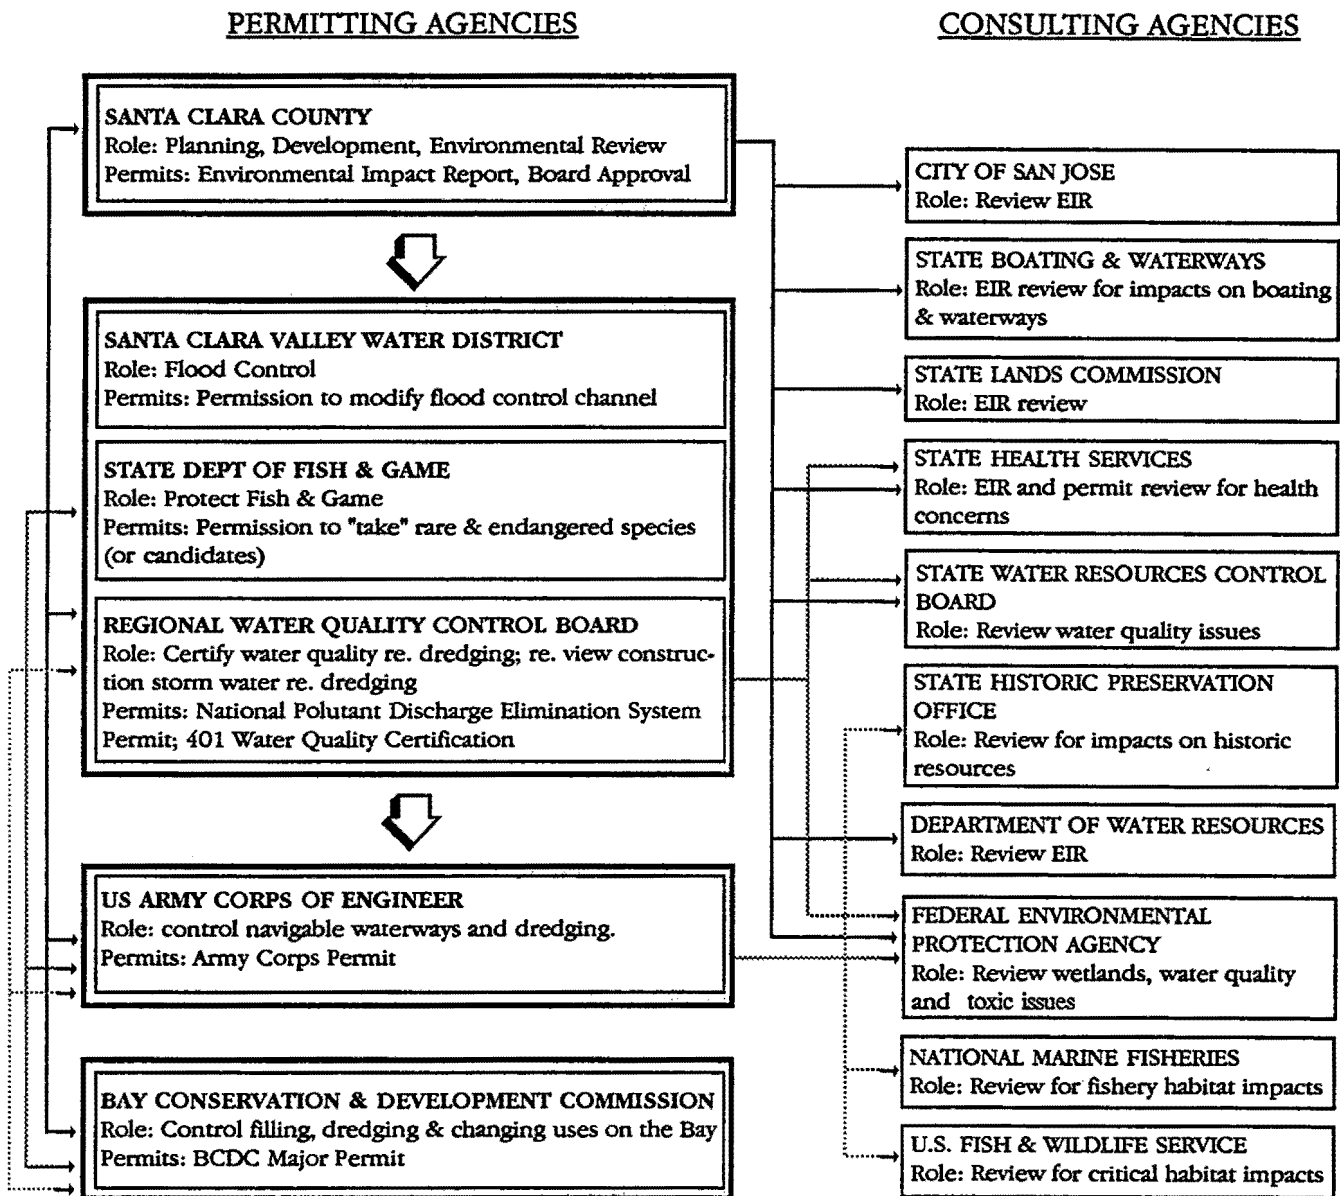 PERMITTING AGENCIES
SANTA CLARA COUNTY
Role: Planning, Development, Environmental Review
Permits: Environmental Impact Report, Board Approval
SANTA CLARA VALLEY WATER DISTRICT
Role: Flood Control
Permits: Permission to modify flood control channel
STATE DEPT OF FISH & GAME
Role: Protect Fish & Game
Permits: Permission to "take" rare & endangered species
(or candidates)
REGIONAL WATER QUALITY CONTROL BOARD
Role: Certify water quality re. dredging; re. view construc-
tion storm water re. dredging
Permits: National Polutant Discharge Elimination System
Permit; 401 Water Quality Certification
US ARMY CORPS OF ENGINEER
Role: control navigable waterways and dredging.
Permits: Army Corps Permit
BAY CONSERVATION & DEVELOPMENT COMMISSION
Role: Control filling, dredging & changing uses on the Bay
Permits: BCDC Major Permit
CONSULTING AGENCIES
CITY OF SAN JOSE
Role: Review EIR
STATE BOATING & WATERWAYS
Role: EIR review for impacts on boating
& waterways
STATE LANDS COMMISSION
Role: EIR review
STATE HEALTH SERVICES
Role: EIR and permit review for health
concerns
STATE WATER RESOURCES CONTROL
BOARD
Role: Review water quality issues
STATE HISTORIC PRESERVATION
OFFICE
Role: Review for impacts on historic
resources
DEPARTMENT OF WATER RESOURCES
Role: Review EIR
FEDERAL ENVIRONMENTAL
PROTECTION AGENCY
Role: Review wetlands, water quality
and toxic issues
NATIONAL MARINE FISHERIES
Role: Review for fishery habitat impacts
U.S. FISH & WILDLIFE SERVICE
Role: Review for critical habitat impacts